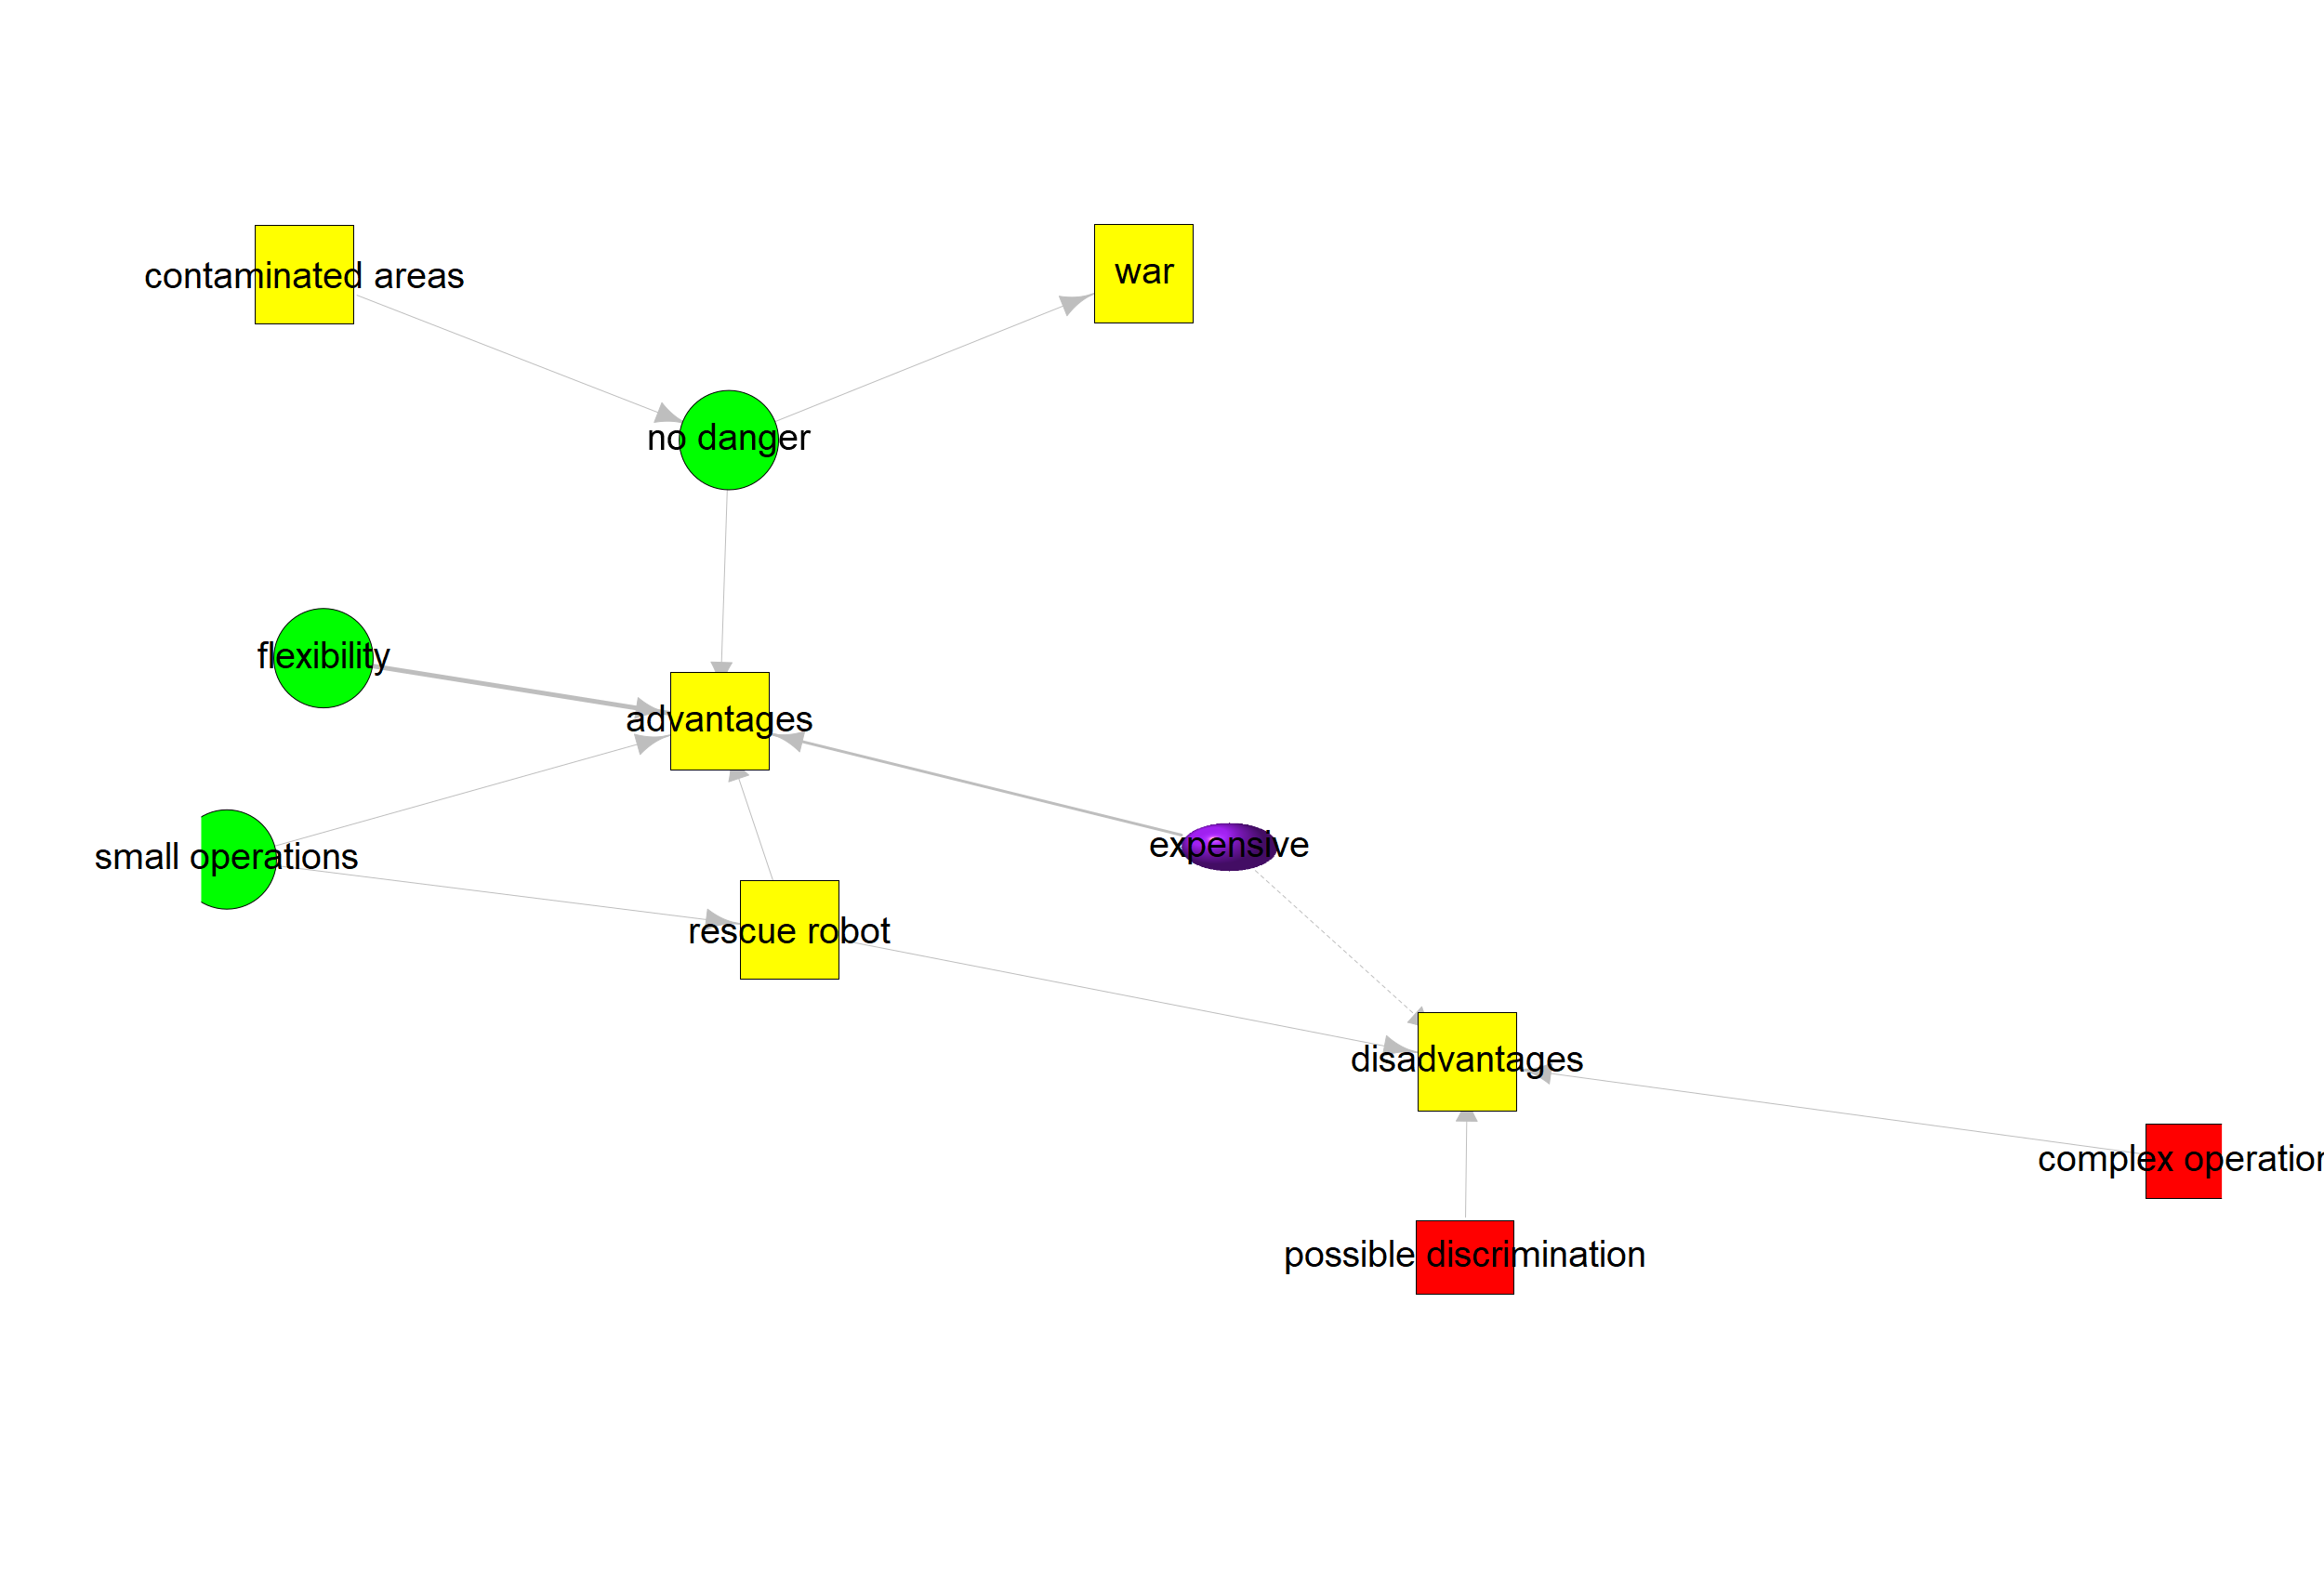 contaminated areas
war
no danger
flexibility
advantages
expensive
small operations
rescue robot
disadvantages
complex operation
possible discrimination